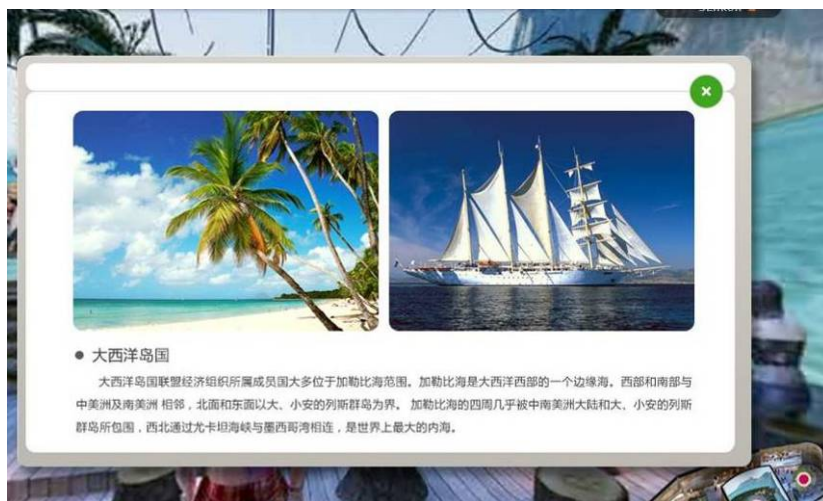 大西洋岛国
大西洋岛国联盟经济组织所属成员国大多位于加勒比海范围。加勒比海是大西洋西部的一个边缘海。西部和南部与
中美洲及南美洲 相邻，北面和东面以大、小安的列斯群岛为界。 加勒比海的四周几乎被中南美洲大陆和大、小安的列斯
群岛所包围，西北通过尤卡坦海峡与墨西哥湾相连，是世界上最大的内海。